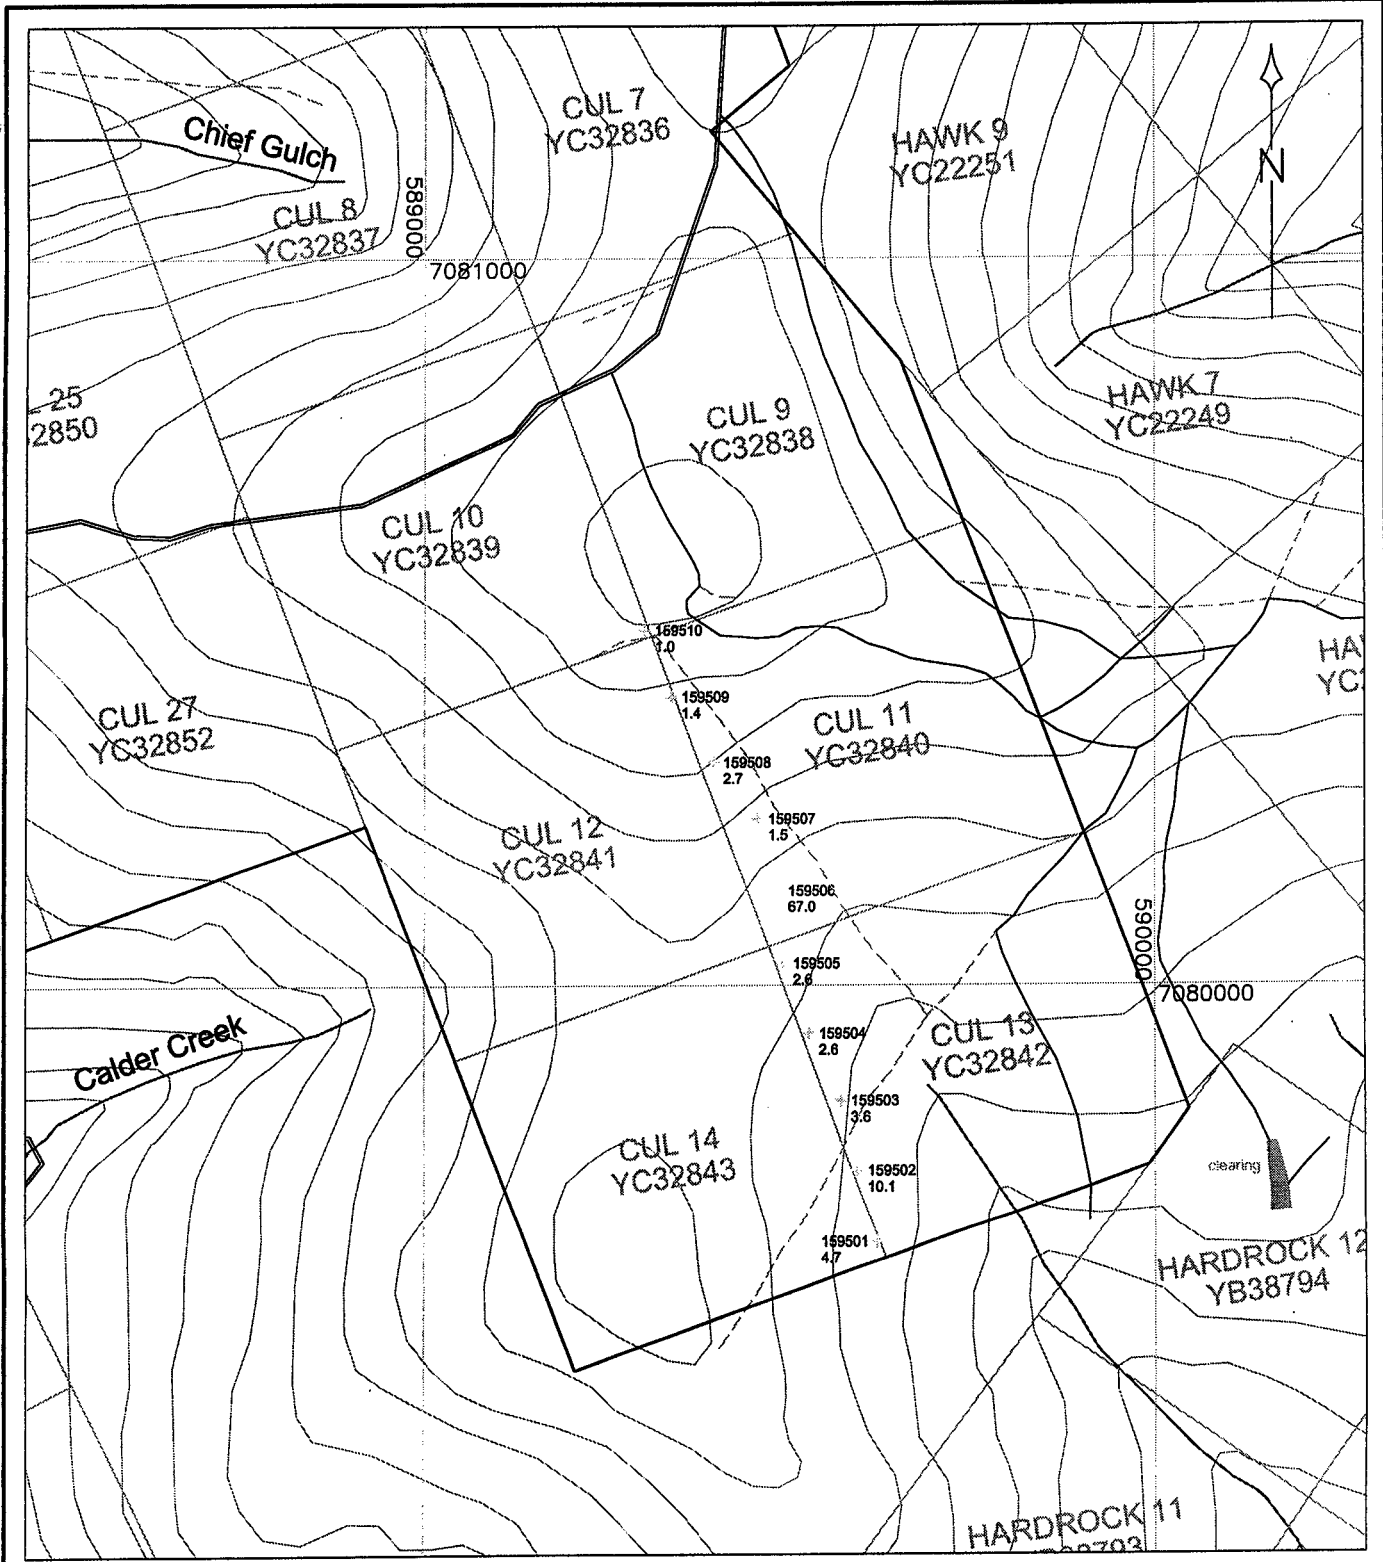 CUL 7
YC32836
Chief Gulch
HAWK 9
YC22251
N
CUL 8
YC32837
589000
7081000
25
2850
CUL 9
YC32838
HAWK 7
YC22249
CUL 10
YC32839
159510
1.0
HA
YC
159509
1.4
CUL 27
YC32852
CUL 11
YC32840
159508
2.7
159507
1.5
CUL 12
YC32841
159506
67.0
590000
159505
2.6
7080000
159504
2.6
CUL 13
YC32842
Calder Creek
159503
3.6
CUL 14
YC32843
159502
10.1
clearing
159501
4.7
HARDROCK 12
YB38794
HARDROCK 11